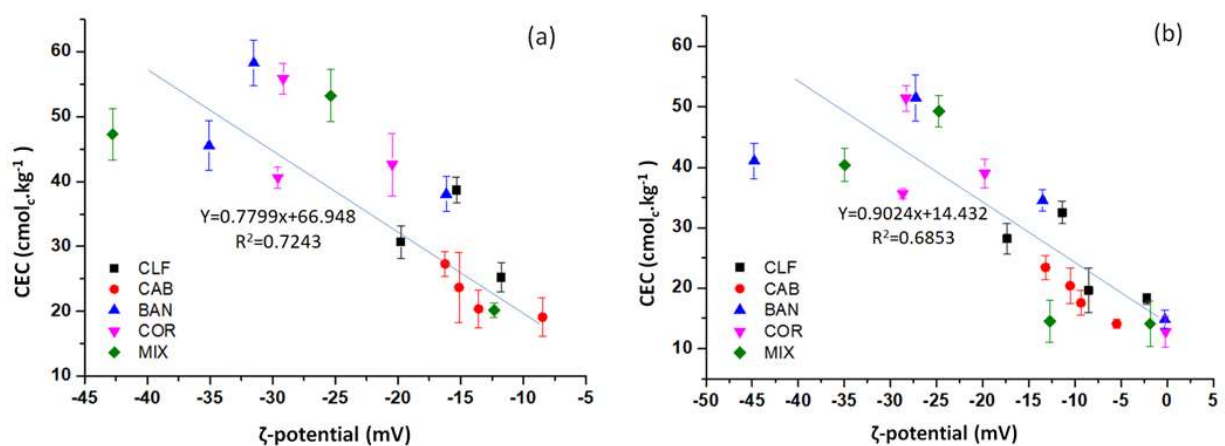 (a)
CEC (cmol_c.kg⁻¹)
60
50
40
30
20
10
Y=0.7799x+66.948
R²=0.7243
CLF
CAB
BAN
COR
MIX
-45 -40 -35 -30 -25 -20 -15 -10 -5
ζ-potential (mV)
(b)
CEC (cmol_c.kg⁻¹)
60
50
40
30
20
10
Y=0.9024x+14.432
R²=0.6853
CLF
CAB
BAN
COR
MIX
-50 -45 -40 -35 -30 -25 -20 -15 -10 -5 0 5
ζ-potential (mV)